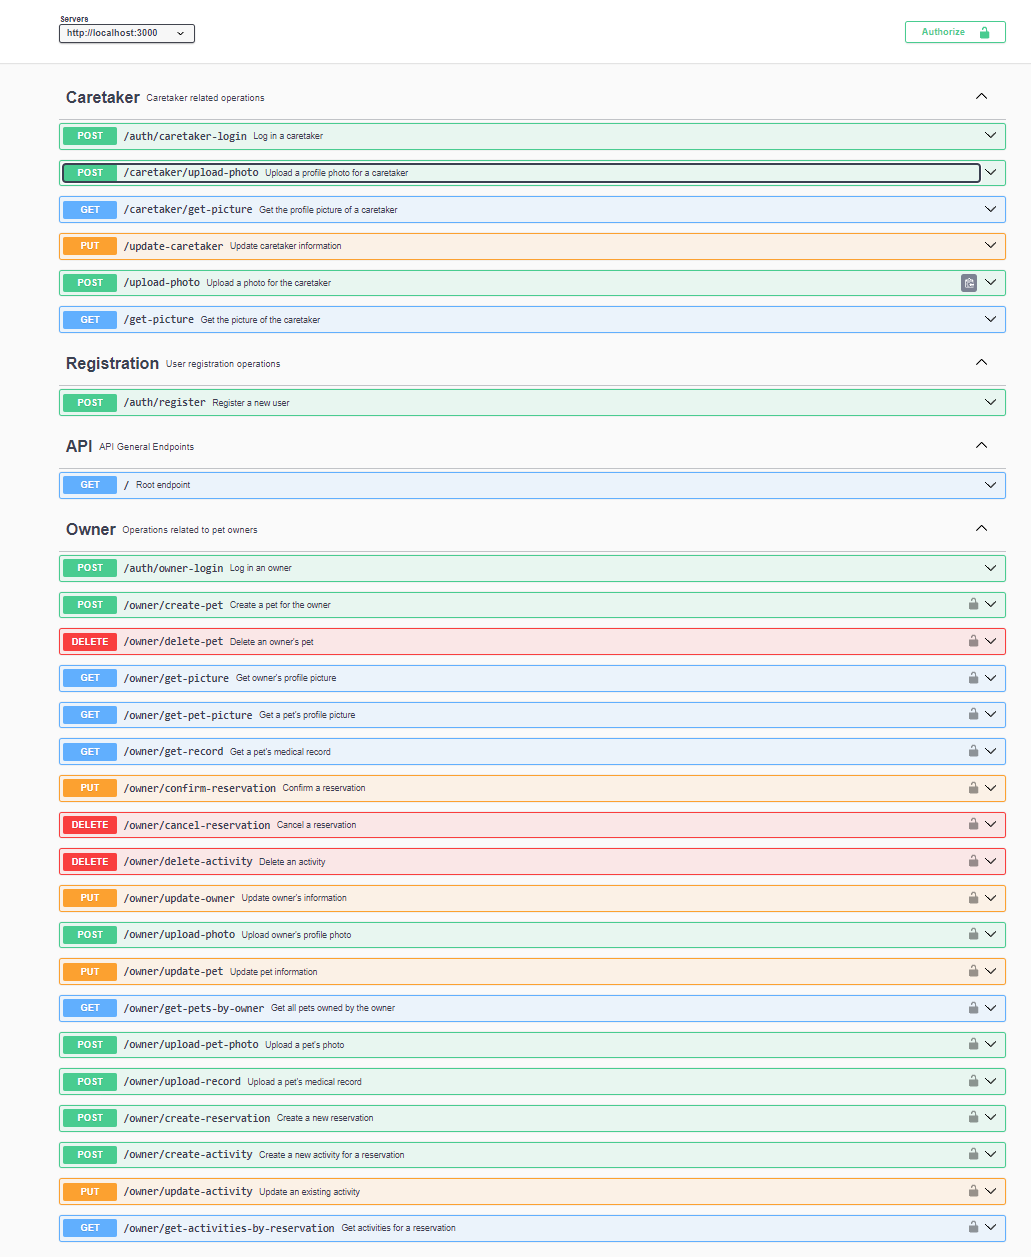 Servers
http://localhost:3000
Authorize
Caretaker Caretaker related operations
POST /auth/caretaker-login Log in a caretaker
POST /caretaker/upload-photo Upload a profile photo for a caretaker
GET /caretaker/get-picture Get the profile picture of a caretaker
PUT /update-caretaker Update caretaker information
POST /upload-photo Upload a photo for the caretaker
GET /get-picture Get the picture of the caretaker
Registration User registration operations
POST /auth/register Register a new user
API API General Endpoints
GET / Root endpoint
Owner Operations related to pet owners
POST /auth/owner-login Log in an owner
POST /owner/create-pet Create a pet for the owner
DELETE /owner/delete-pet Delete an owner's pet
GET /owner/get-picture Get owner's profile picture
GET /owner/get-pet-picture Get a pet's profile picture
GET /owner/get-record Get a pet's medical record
PUT /owner/confirm-reservation Confirm a reservation
DELETE /owner/cancel-reservation Cancel a reservation
DELETE /owner/delete-activity Delete an activity
PUT /owner/update-owner Update owner's information
POST /owner/upload-photo Upload owner's profile photo
PUT /owner/update-pet Update pet information
GET /owner/get-pets-by-owner Get all pets owned by the owner
POST /owner/upload-pet-photo Upload a pet's photo
POST /owner/upload-record Upload a pet's medical record
POST /owner/create-reservation Create a new reservation
POST /owner/create-activity Create a new activity for a reservation
PUT /owner/update-activity Update an existing activity
GET /owner/get-activities-by-reservation Get activities for a reservation